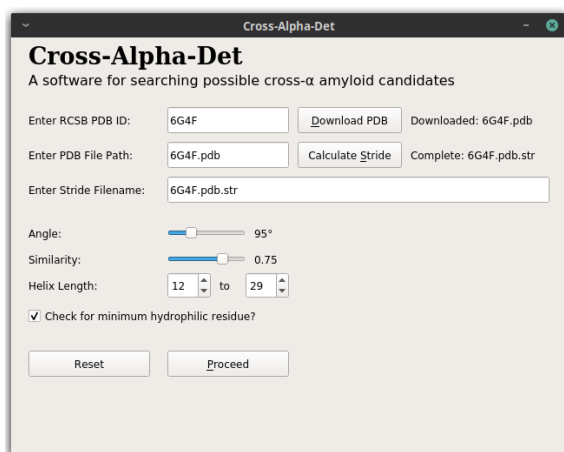 Cross-Alpha-Det
Cross-Alpha-Det
A software for searching possible cross-α amyloid candidates
Enter RCSB PDB ID: 6G4F Download PDB Downloaded: 6G4F.pdb
Enter PDB File Path: 6G4F.pdb Calculate Stride Complete: 6G4F.pdb.str
Enter Stride Filename: 6G4F.pdb.str
Angle: 95°
Similarity: 0.75
Helix Length: 12 to 29
Check for minimum hydrophilic residue?
Reset Proceed